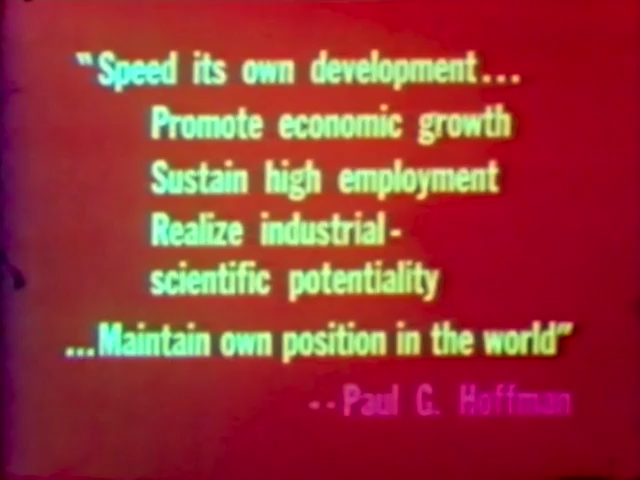 “Speed its own development...
Promote economic growth
Sustain high employment
Realize industrial-
scientific potentiality
...Maintain own position in the world”
--Paul G. Hoffman